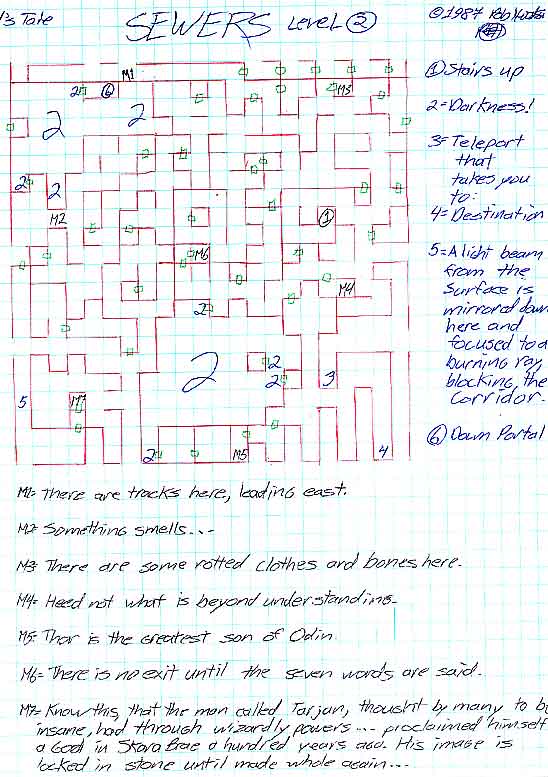 's Tale
SEWERS Level ②
©1987 Rob
① Stairs up
2= Darkness!
3= Teleport
that
takes you
to:
4= Destination
5= A light beam
from the
Surface is
mirrored down
here and
focused to a
burning ray,
blocking, the
Corridor.
⑥ Down Portal
M1
2
⑥
M3
2
2
2
2
M2
①
M6
M4
2
2
2
2
3
5
M7
2
M5
4
M1= There are tracks here, leading east.
M2= Something smells...
M3= There are some rotted clothes and bones here.
M4= Heed not what is beyond understanding.
M5= Thor is the greatest son of Odin.
M6= There is no exit until the seven words are said.
M7= Know this, that the man called Tarjan, thought by many to be
insane, had through wizardly powers... proclaimed himself
a God in Skara Brae a hundred years ago. His image is
locked in stone until made whole again...